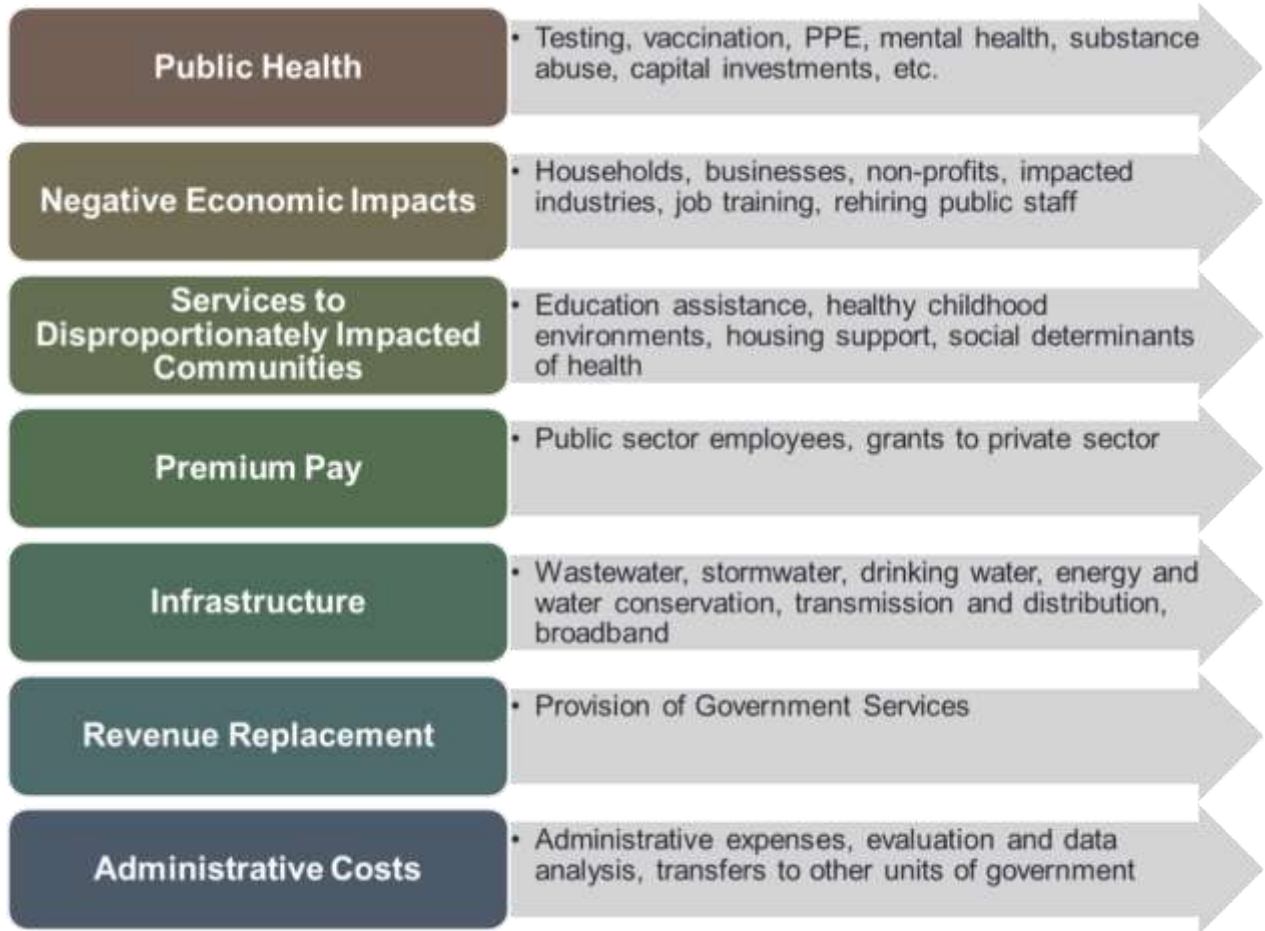 Public Health
• Testing, vaccination, PPE, mental health, substance
abuse, capital investments, etc.
Negative Economic Impacts
• Households, businesses, non-profits, impacted
industries, job training, rehiring public staff
Services to
Disproportionately Impacted
Communities
• Education assistance, healthy childhood
environments, housing support, social determinants
of health
Premium Pay
• Public sector employees, grants to private sector
Infrastructure
• Wastewater, stormwater, drinking water, energy and
water conservation, transmission and distribution,
broadband
Revenue Replacement
• Provision of Government Services
Administrative Costs
• Administrative expenses, evaluation and data
analysis, transfers to other units of government